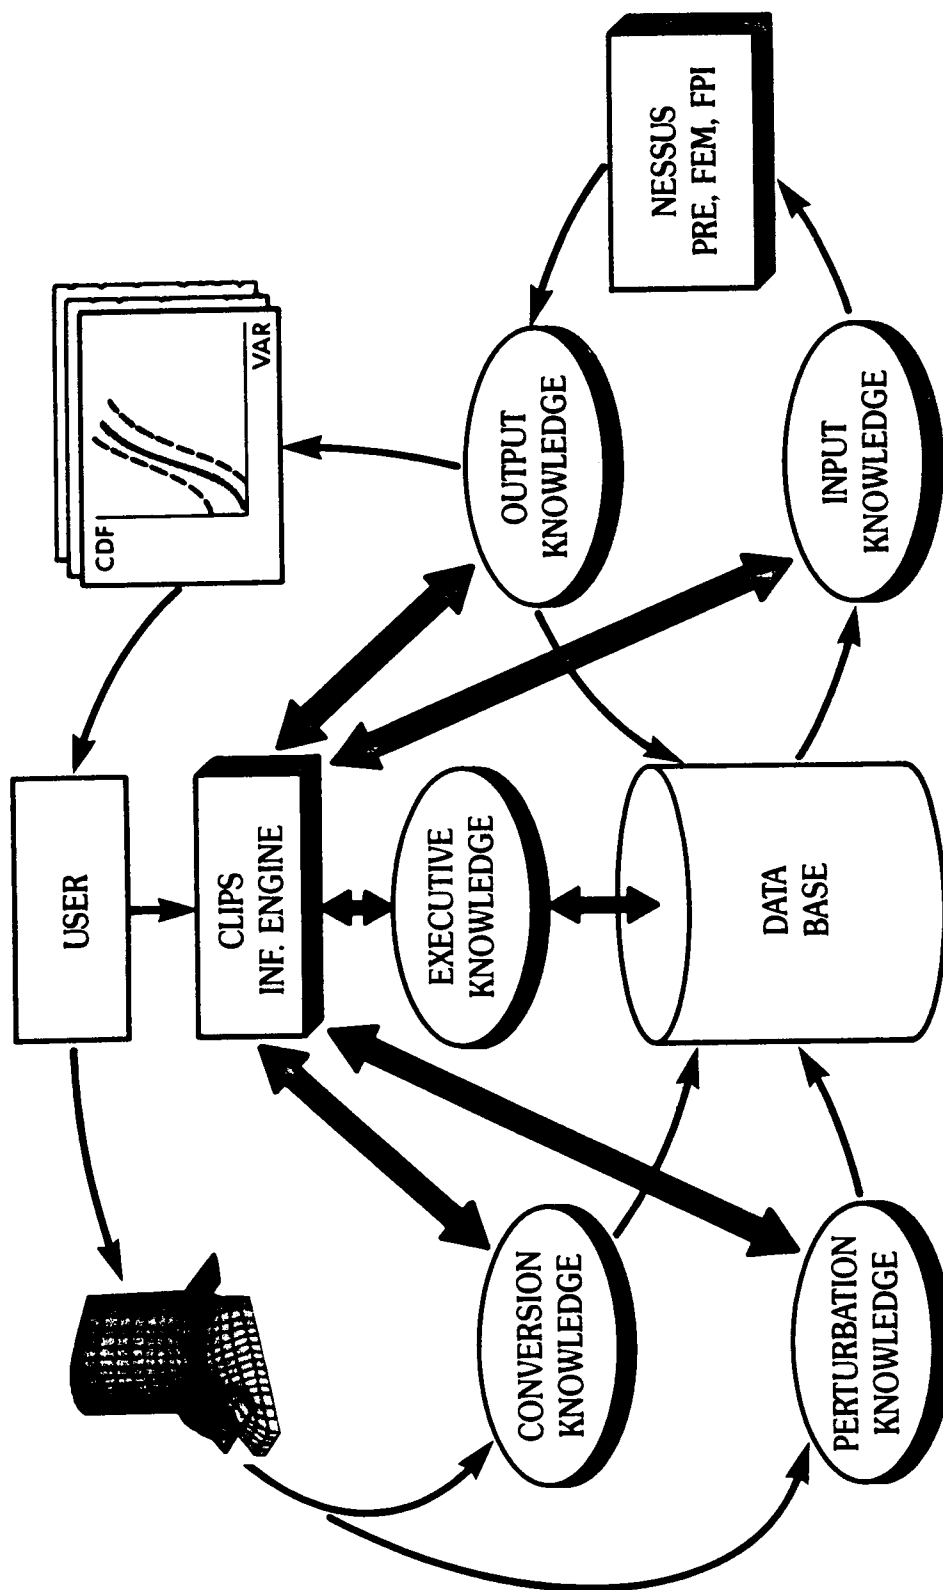 USER
CDF
VAR
CLIPS
INF. ENGINE
EXECUTIVE
KNOWLEDGE
CONVERSION
KNOWLEDGE
OUTPUT
KNOWLEDGE
NESSUS
PRE, FEM, FPI
PERTURBATION
KNOWLEDGE
DATA
BASE
INPUT
KNOWLEDGE